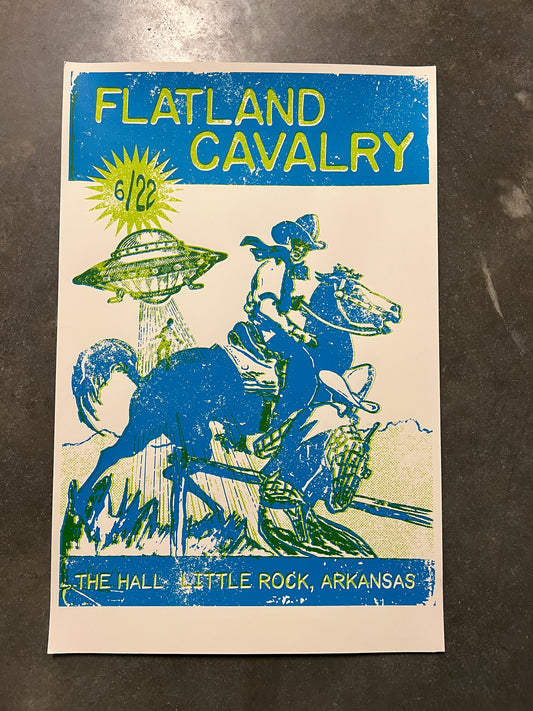 FLATLAND
CAVALRY
6/22
THE HALL LITTLE ROCK, ARKANSAS